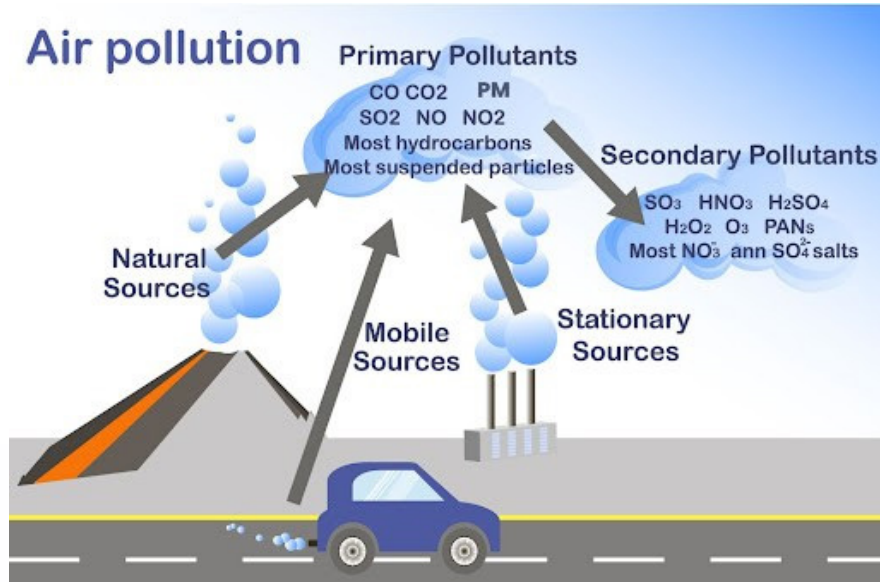 Air pollution
Primary Pollutants
CO CO2 PM
SO2 NO NO2
Most hydrocarbons
Most suspended particles
Secondary Pollutants
SO₃ HNO₃ H₂SO₄
H₂O₂ O₃ PANs
Most NO₃⁻ ann SO₄²⁻ salts
Natural
Sources
Mobile
Sources
Stationary
Sources